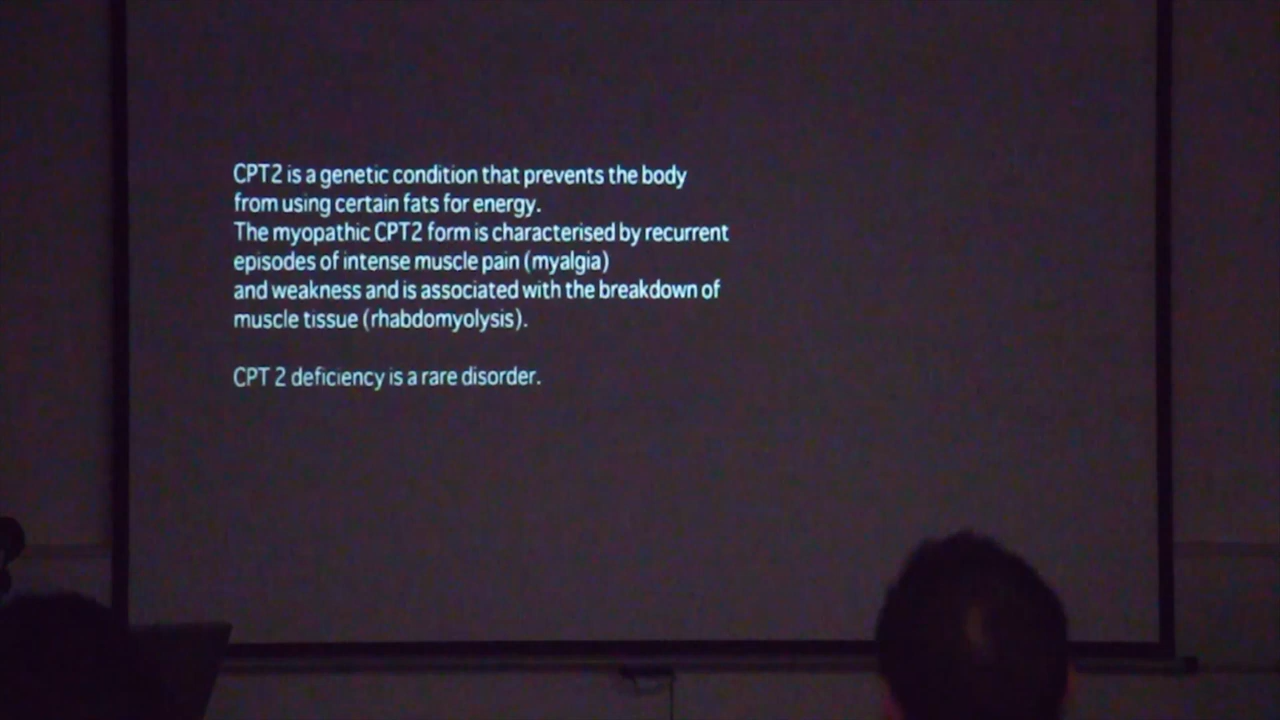 CPT2 is a genetic condition that prevents the body
from using certain fats for energy.
The myopathic CPT2 form is characterised by recurrent
episodes of intense muscle pain (myalgia)
and weakness and is associated with the breakdown of
muscle tissue (rhabdomyolysis).
CPT 2 deficiency is a rare disorder.